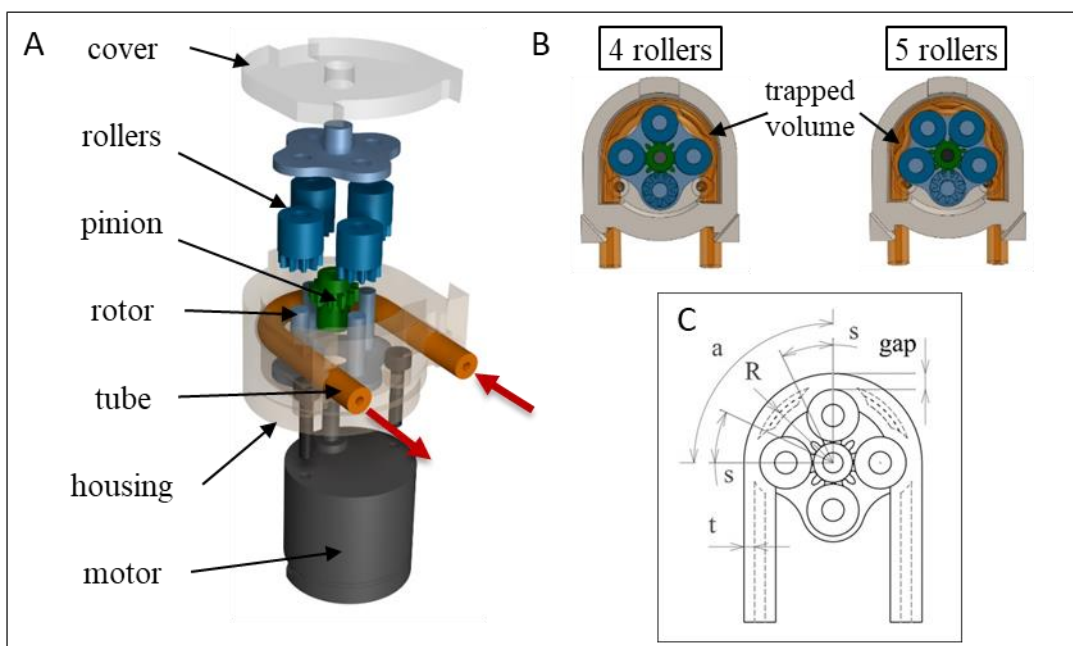 A
cover
rollers
pinion
rotor
tube
housing
motor
B
4 rollers
5 rollers
trapped
volume
C
a
s
gap
R
s
t